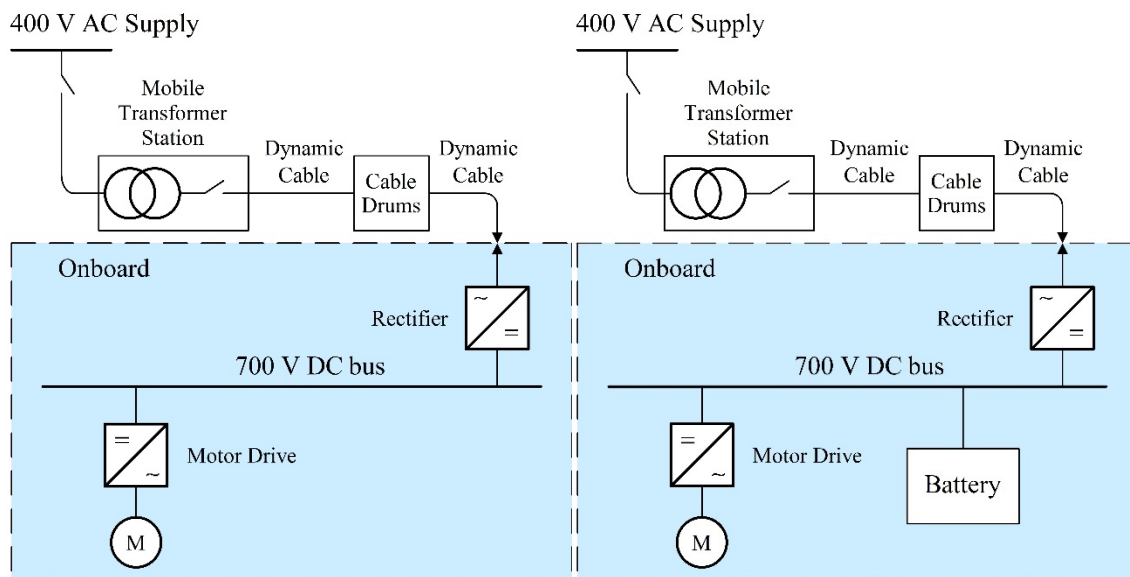 400 V AC Supply
Mobile
Transformer
Station
Dynamic
Cable
Cable
Drums
Dynamic
Cable
Onboard
Rectifier
~
=
700 V DC bus
=
~
Motor Drive
M
400 V AC Supply
Mobile
Transformer
Station
Dynamic
Cable
Cable
Drums
Dynamic
Cable
Onboard
Rectifier
~
=
700 V DC bus
=
~
Motor Drive
Battery
M